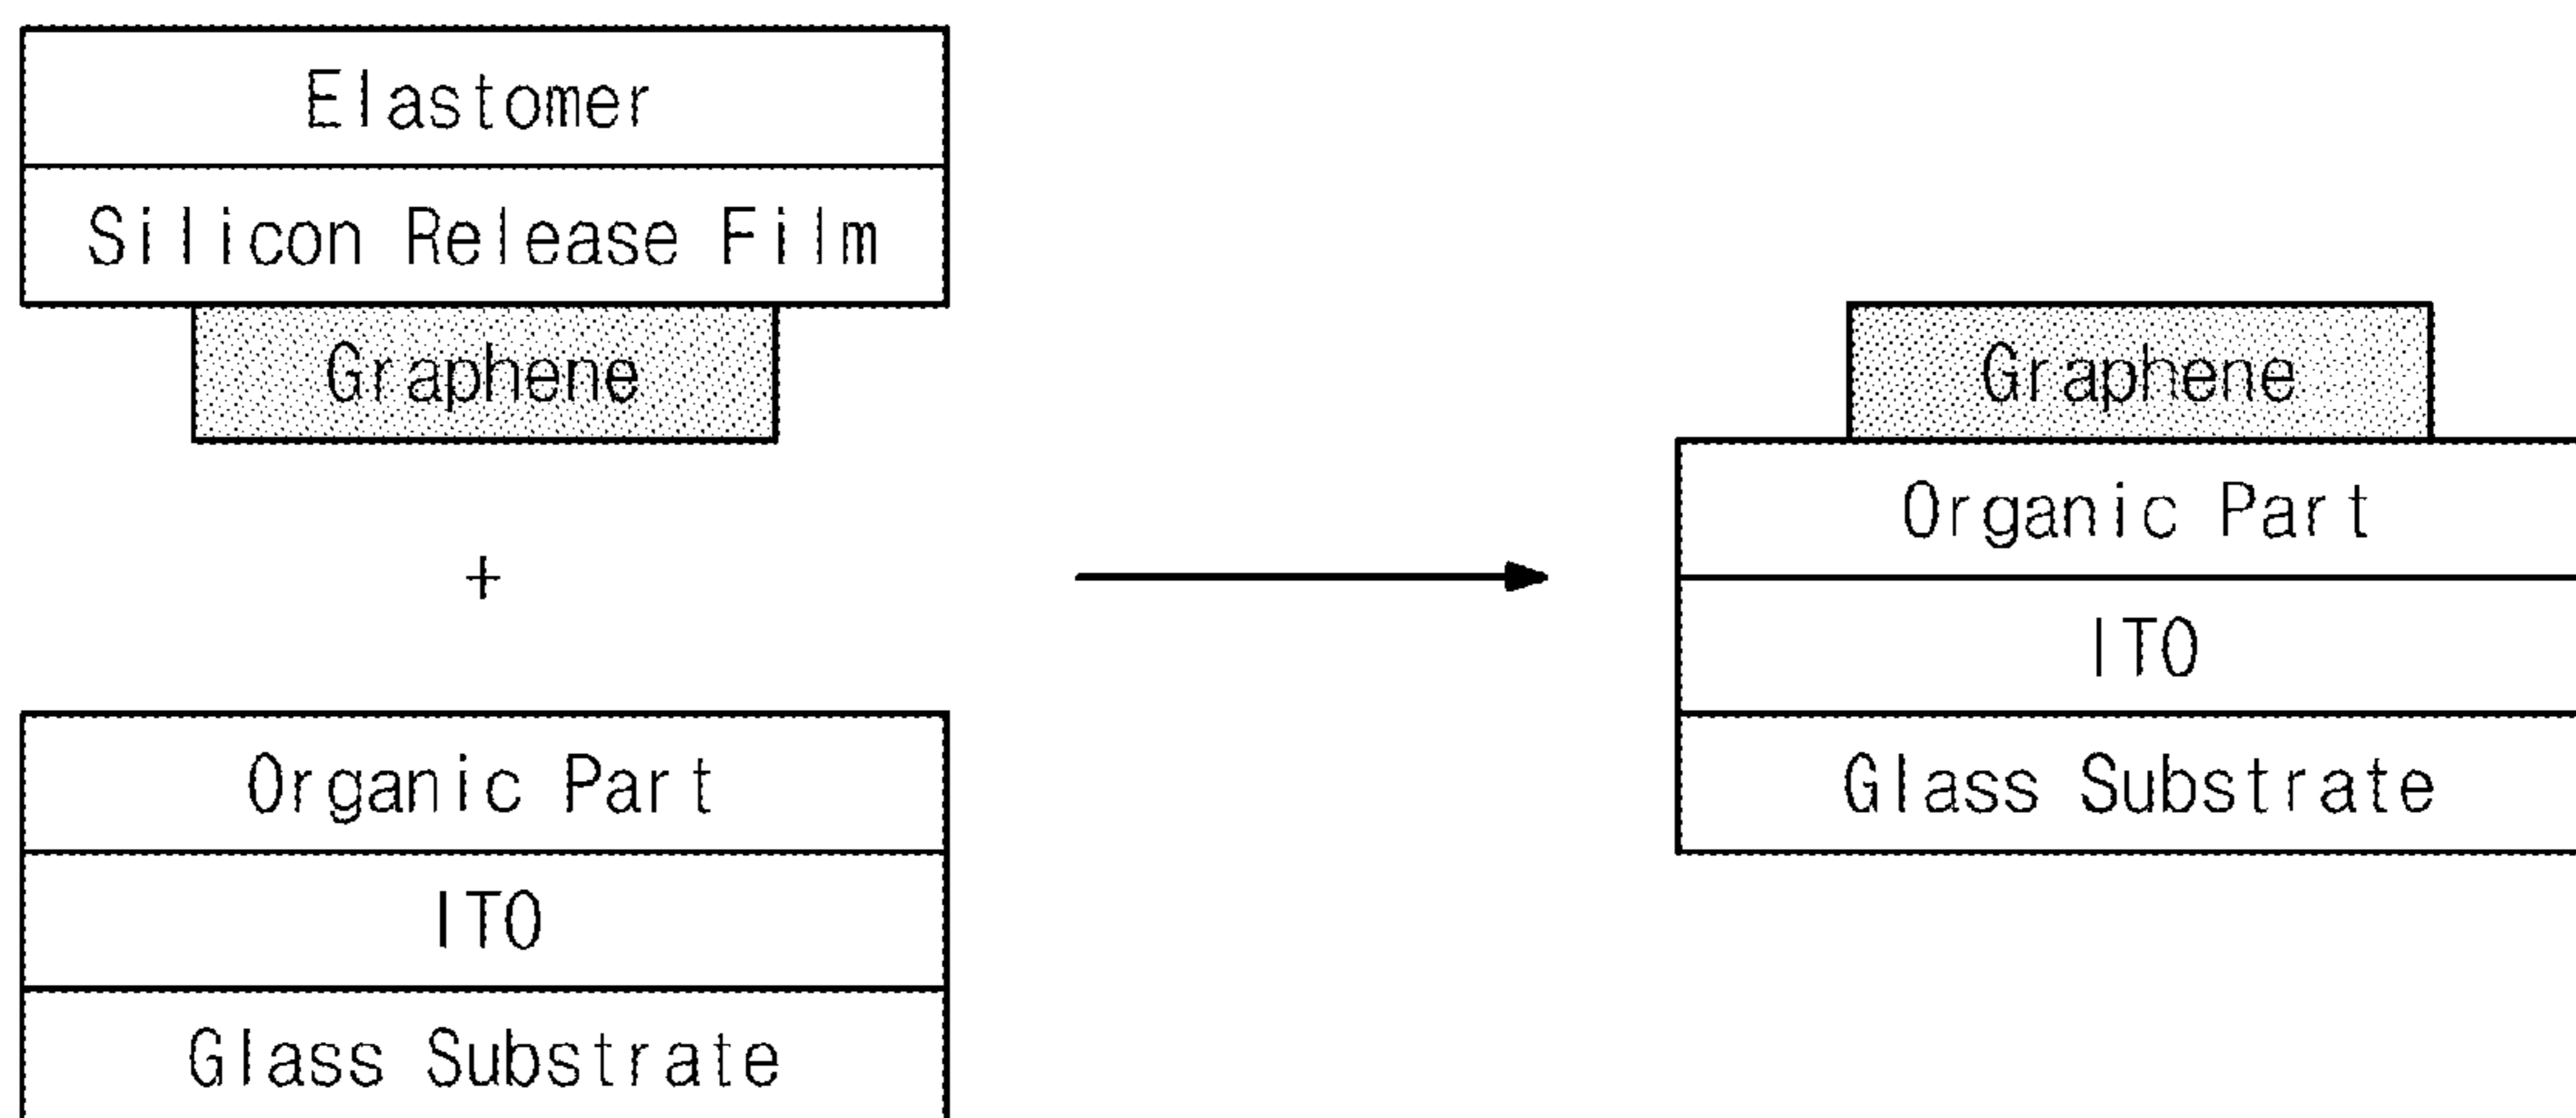 Elastomer
Silicon Release Film
Graphene
+
Organic Part
ITO
Glass Substrate
Graphene
Organic Part
ITO
Glass Substrate